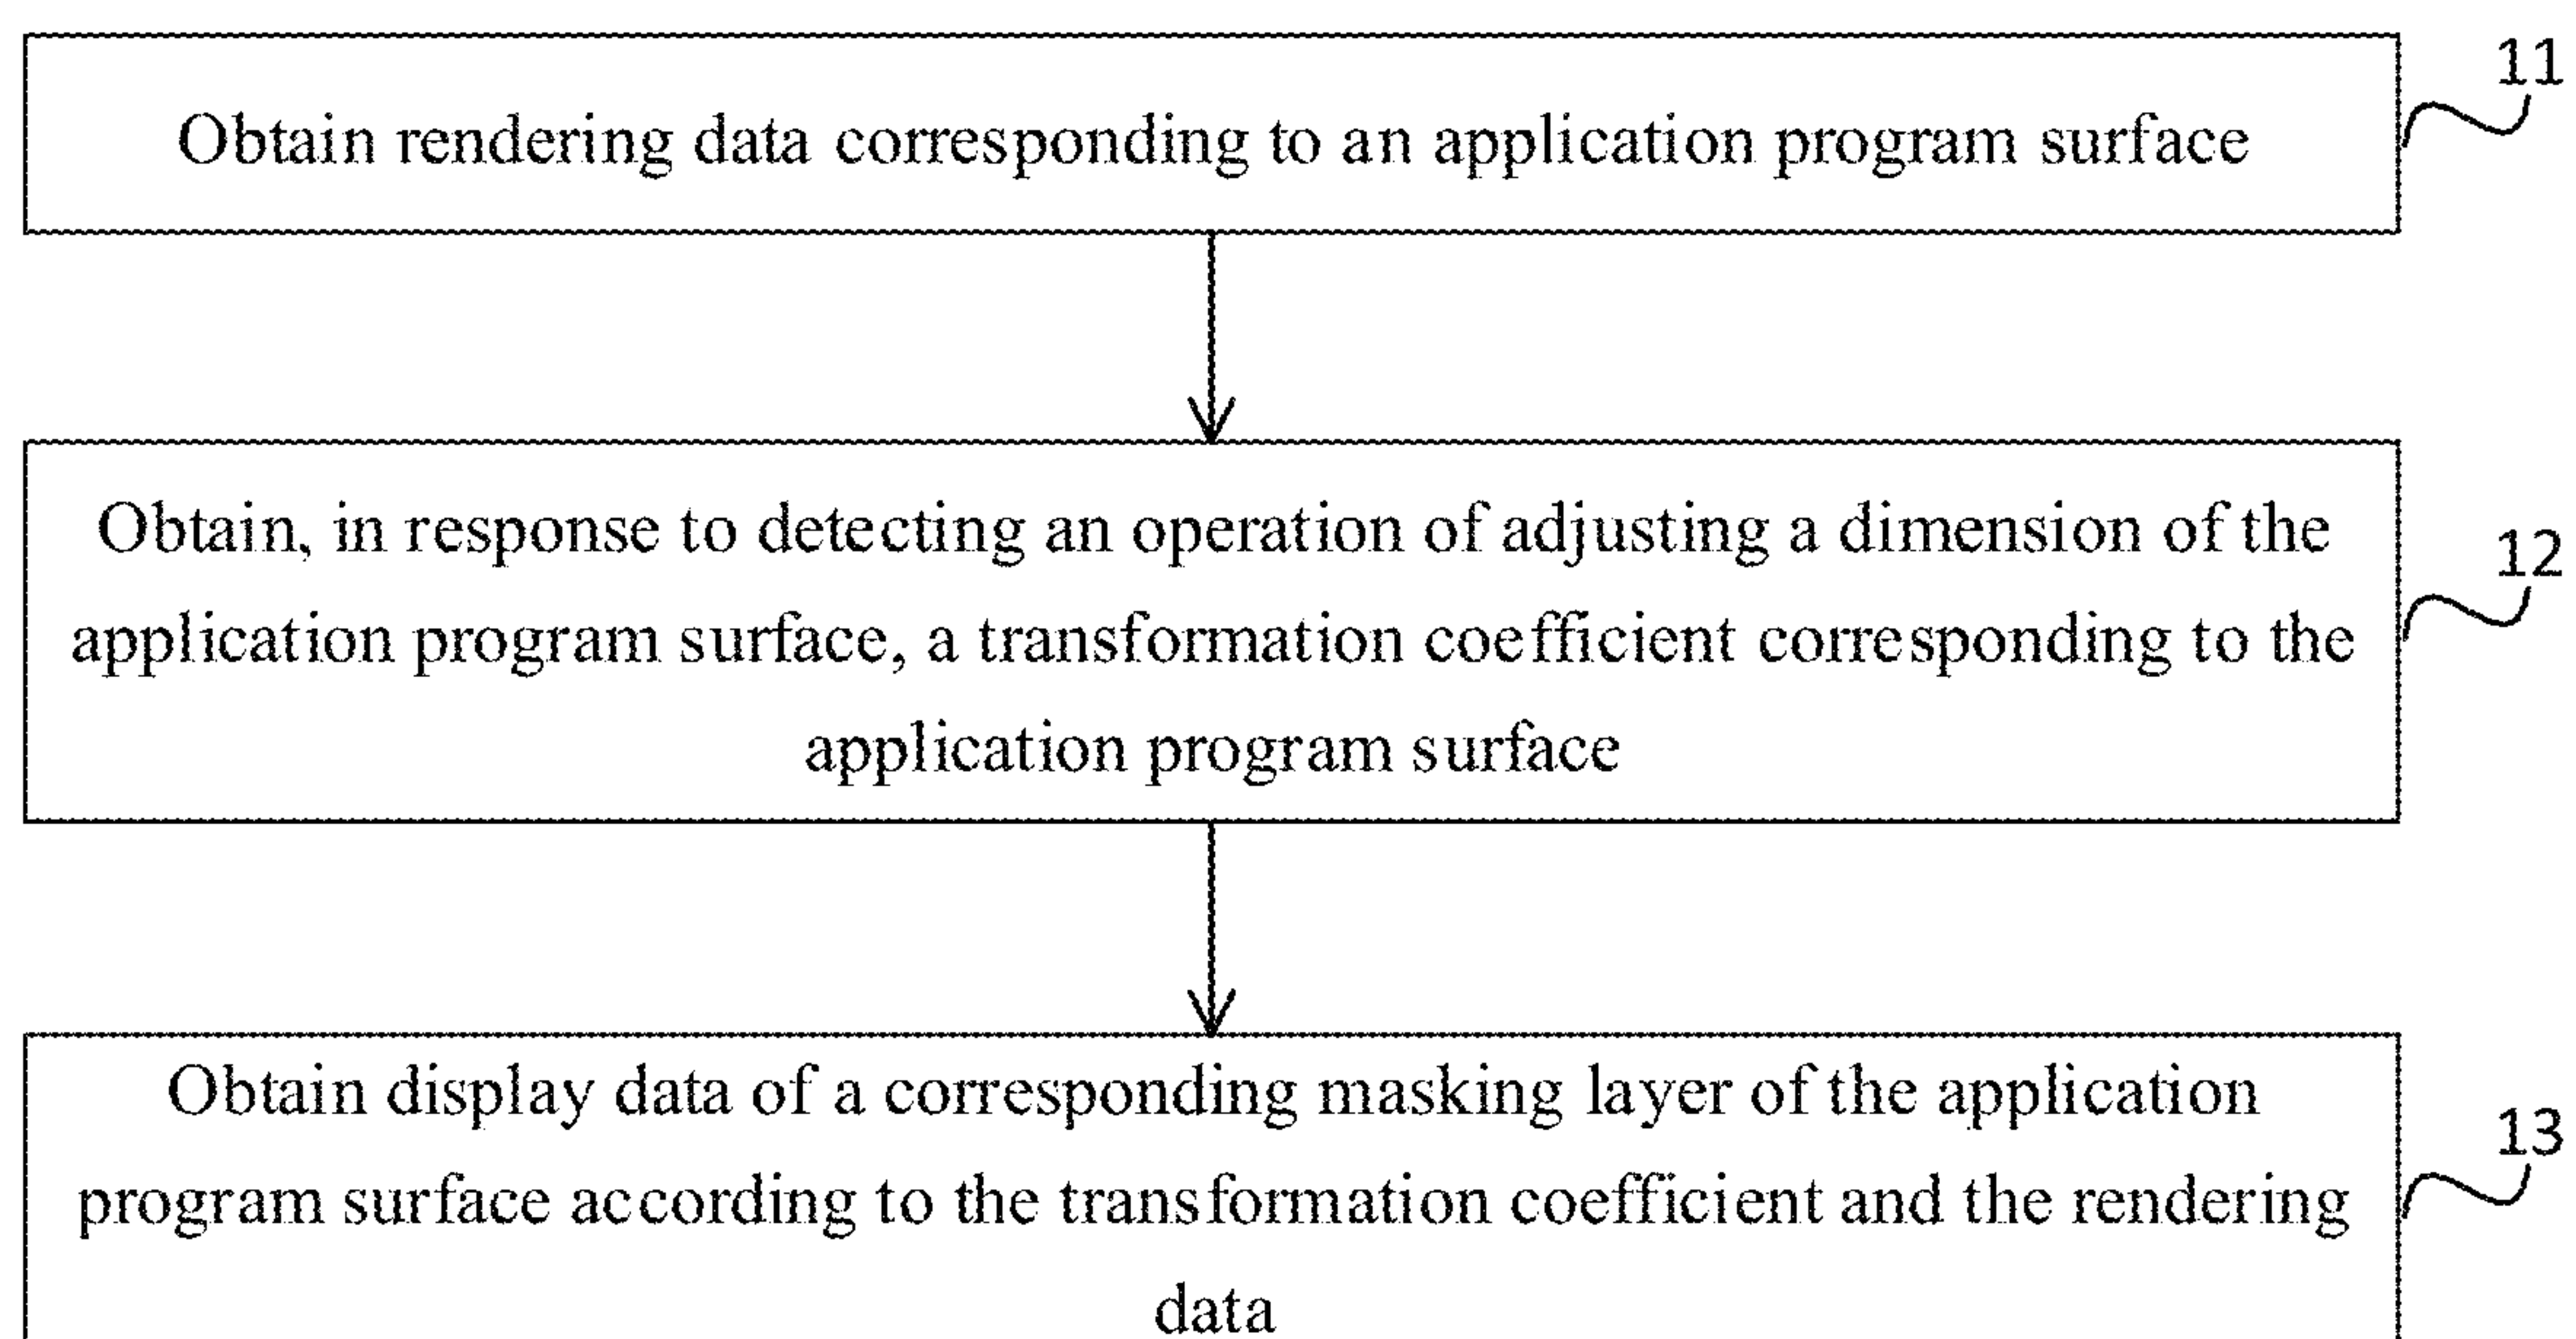 Obtain rendering data corresponding to an application program surface
11
Obtain, in response to detecting an operation of adjusting a dimension of the
application program surface, a transformation coefficient corresponding to the
application program surface
12
Obtain display data of a corresponding masking layer of the application
program surface according to the transformation coefficient and the rendering
data
13